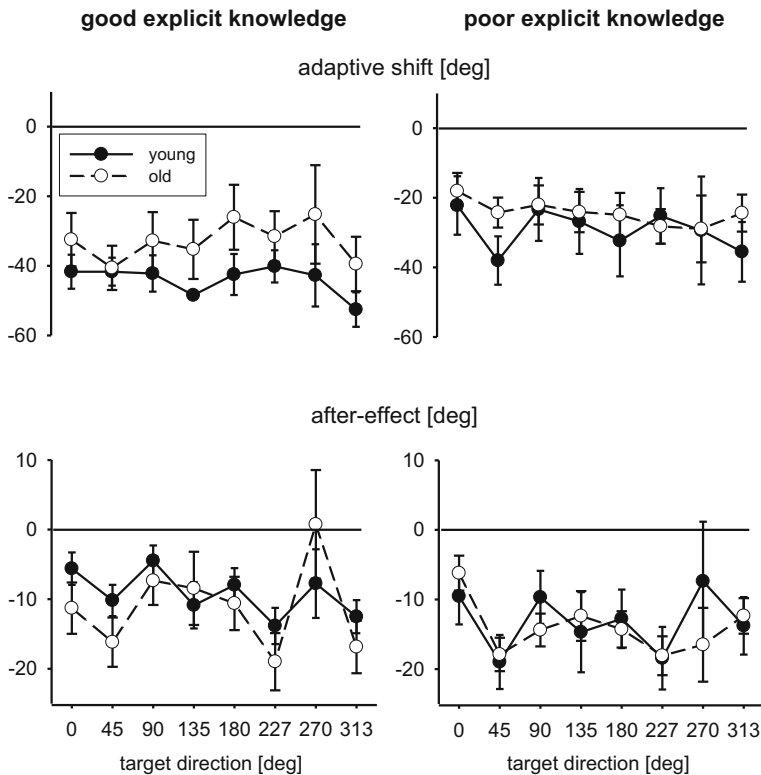 good explicit knowledge poor explicit knowledge
adaptive shift [deg]
0
-20
-40
-60
young
old
0
-20
-40
-60
after-effect [deg]
10
0
-10
-20
10
0
-10
-20
0 45 90 135 180 227 270 313
target direction [deg]
0 45 90 135 180 227 270 313
target direction [deg]